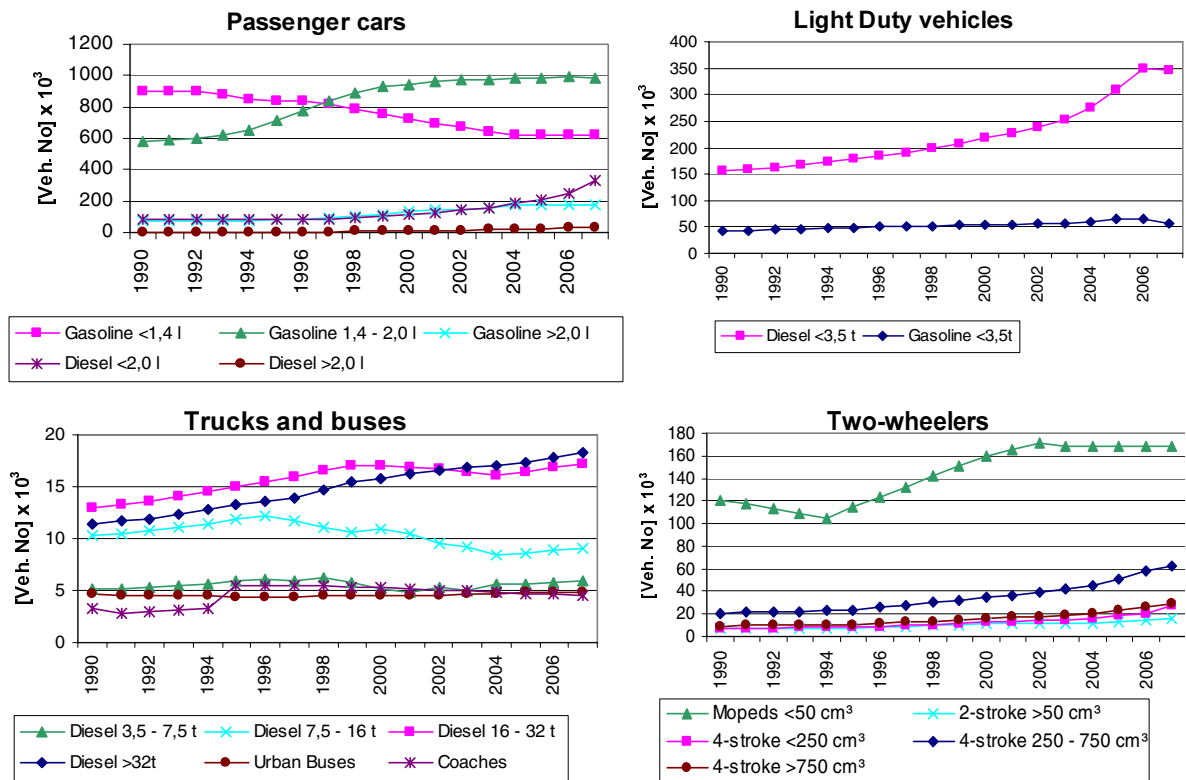 Passenger cars
[Veh. No] x 10³
1200
1000
800
600
400
200
0
1990
1992
1994
1996
1998
2000
2002
2004
2006
Gasoline <1,4 l
Gasoline 1,4 - 2,0 l
Gasoline >2,0 l
Diesel <2,0 l
Diesel >2,0 l
Light Duty vehicles
[Veh. No] x 10³
400
350
300
250
200
150
100
50
0
1990
1992
1994
1996
1998
2000
2002
2004
2006
Diesel <3,5 t
Gasoline <3,5t
Trucks and buses
[Veh. No] x 10³
20
15
10
5
0
1990
1992
1994
1996
1998
2000
2002
2004
2006
Diesel 3,5 - 7,5 t
Diesel 7,5 - 16 t
Diesel 16 - 32 t
Diesel >32t
Urban Buses
Coaches
Two-wheelers
[Veh. No] x 10³
180
160
140
120
100
80
60
40
20
0
1990
1992
1994
1996
1998
2000
2002
2004
2006
Mopeds <50 cm³
2-stroke >50 cm³
4-stroke <250 cm³
4-stroke 250 - 750 cm³
4-stroke >750 cm³